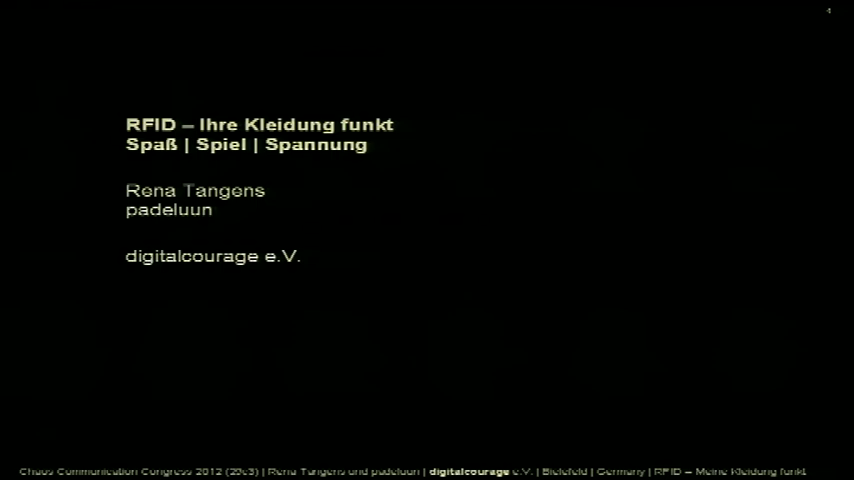 RFID – Ihre Kleidung funkt
Spaß | Spiel | Spannung
Rena Tangens
padeluun
digitalcourage e.V.
Chaos Communication Congress 2012 (29c3) | Rena Tangens und padeluun | digitalcourage e.V. | Bielefeld | Germany | RFID – Meine Kleidung funkt